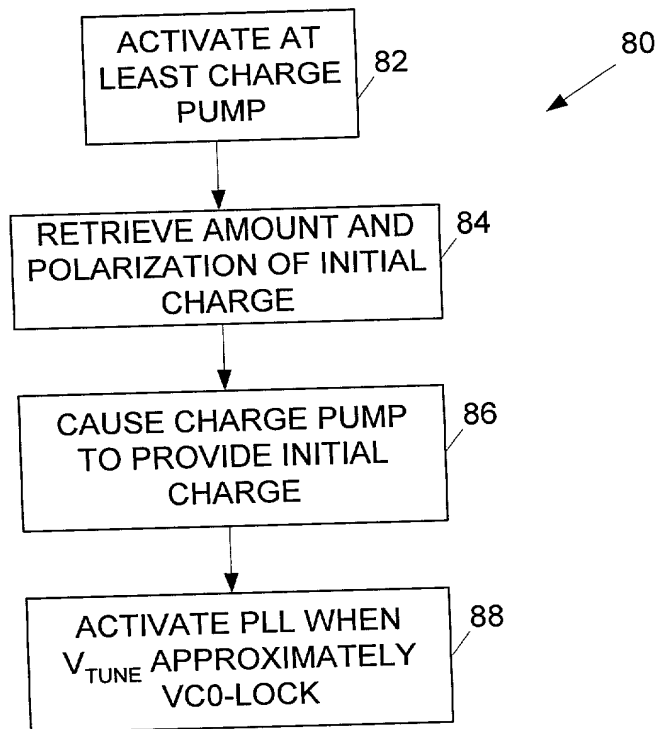 ACTIVATE AT
LEAST CHARGE
PUMP
82
80
RETRIEVE AMOUNT AND
POLARIZATION OF INITIAL
CHARGE
84
CAUSE CHARGE PUMP
TO PROVIDE INITIAL
CHARGE
86
ACTIVATE PLL WHEN
VTUNE APPROXIMATELY
VC0-LOCK
88